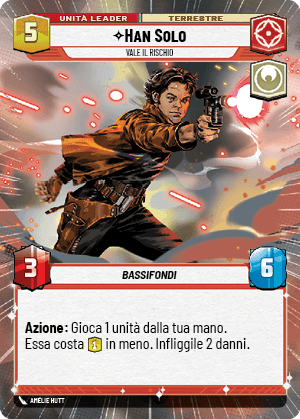 5
UNITÀ LEADER
TERRESTRE
Han Solo
VALE IL RISCHIO
3
BASSIFONDI
6
Azione: Gioca 1 unità dalla tua mano.
Essa costa 1 in meno. Infliggile 2 danni.
AMÉLIE HUTT